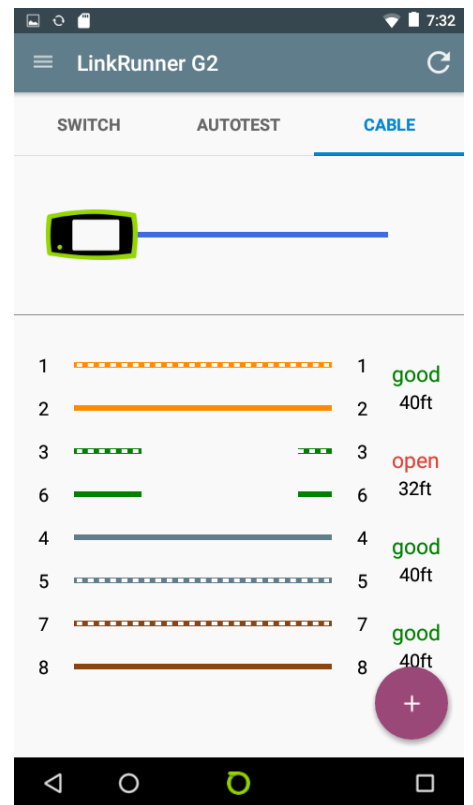 7:32
LinkRunner G2
SWITCH AUTOTEST CABLE
1 1 good
2 2 40ft
3 3 open
6 6 32ft
4 4 good
5 5 40ft
7 7 good
8 8 40ft
+